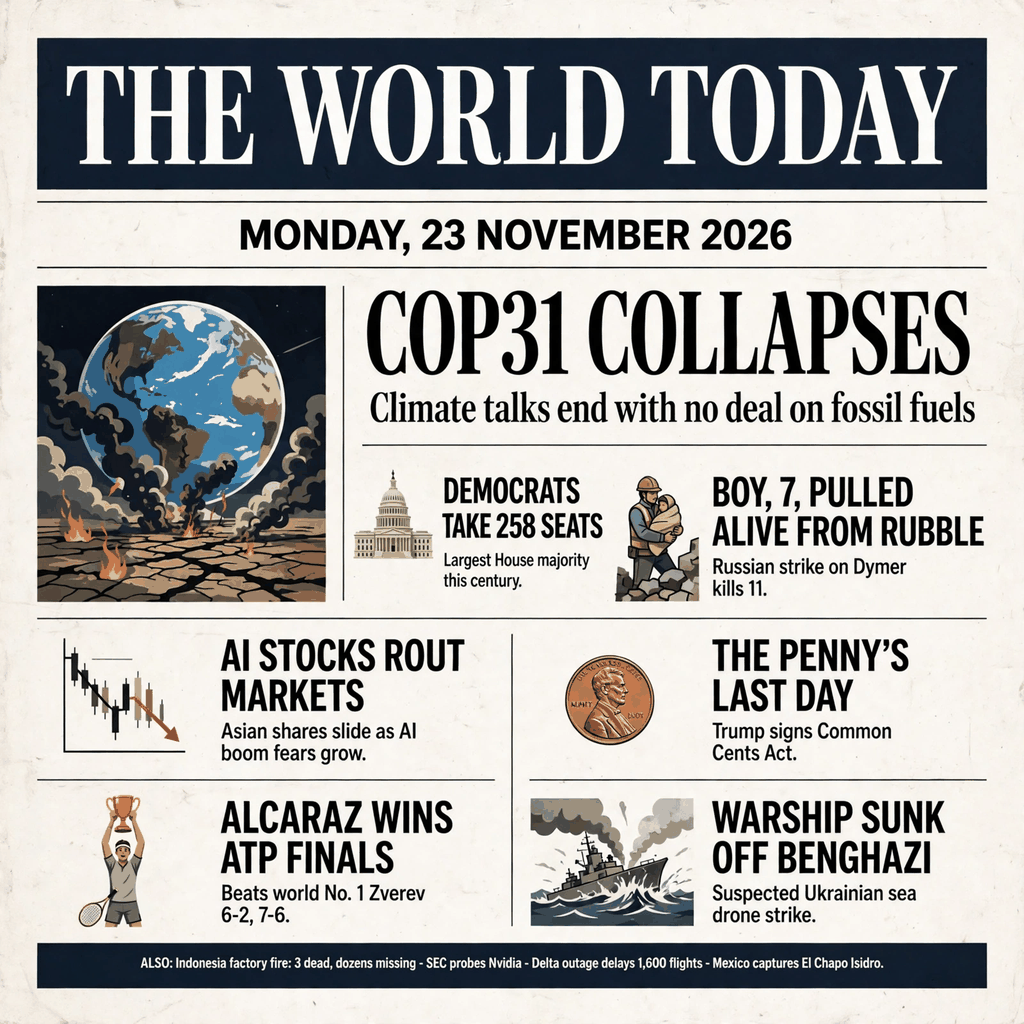 THE WORLD TODAY
MONDAY, 23 NOVEMBER 2026
COP31 COLLAPSES
Climate talks end with no deal on fossil fuels
DEMOCRATS
TAKE 258 SEATS
Largest House majority
this century.
BOY, 7, PULLED
ALIVE FROM RUBBLE
Russian strike on Dymer
kills 11.
AI STOCKS ROUT
MARKETS
Asian shares slide as AI
boom fears grow.
THE PENNY'S
LAST DAY
Trump signs Common
Cents Act.
ALCARAZ WINS
ATP FINALS
Beats world No. 1 Zverev
6-2, 7-6.
WARSHIP SUNK
OFF BENGHAZI
Suspected Ukrainian sea
drone strike.
ALSO: Indonesia factory fire: 3 dead, dozens missing - SEC probes Nvidia - Delta outage delays 1,600 flights - Mexico captures El Chapo Isidro.